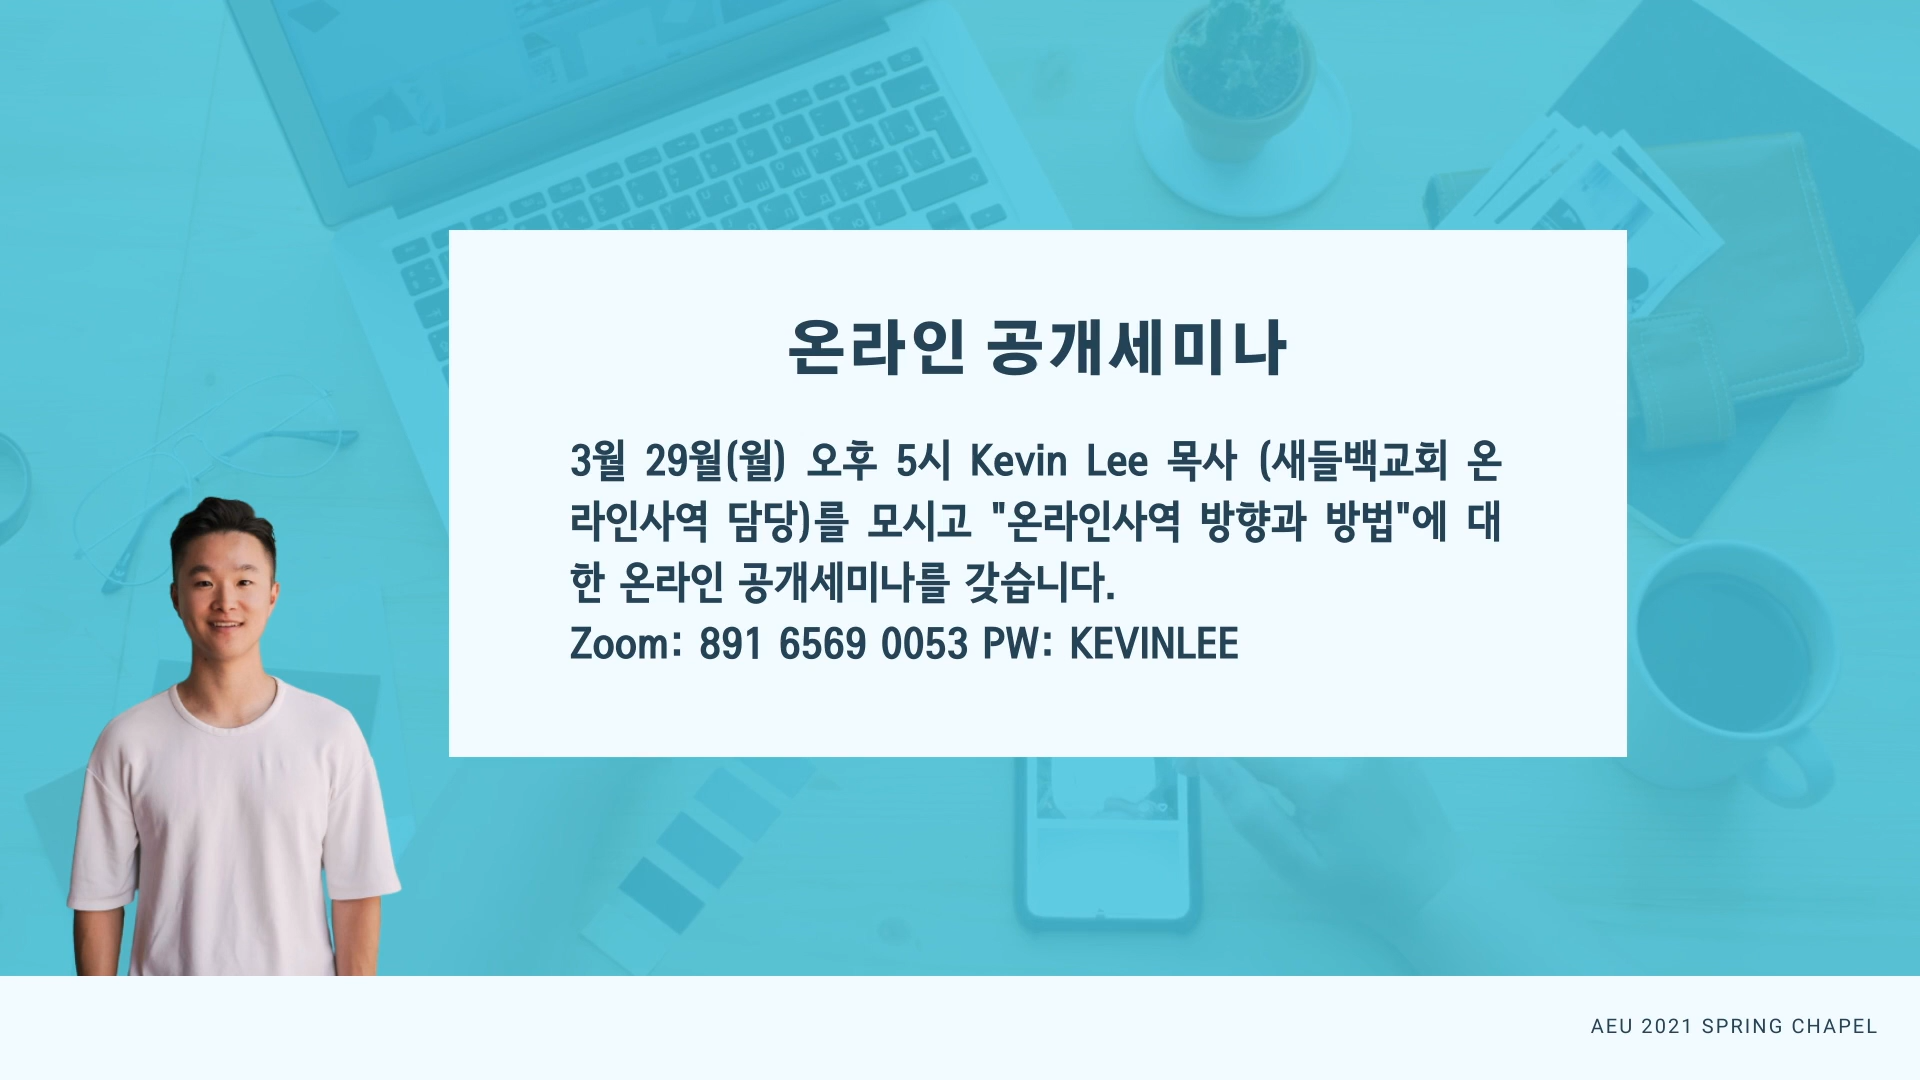 온라인 공개세미나
3월 29월(월) 오후 5시 Kevin Lee 목사 (새들백교회 온
라인사역 담당)를 모시고 "온라인사역 방향과 방법"에 대
한 온라인 공개세미나를 갖습니다.
Zoom: 891 6569 0053 PW: KEVINLEE
AEU 2021 SPRING CHAPEL